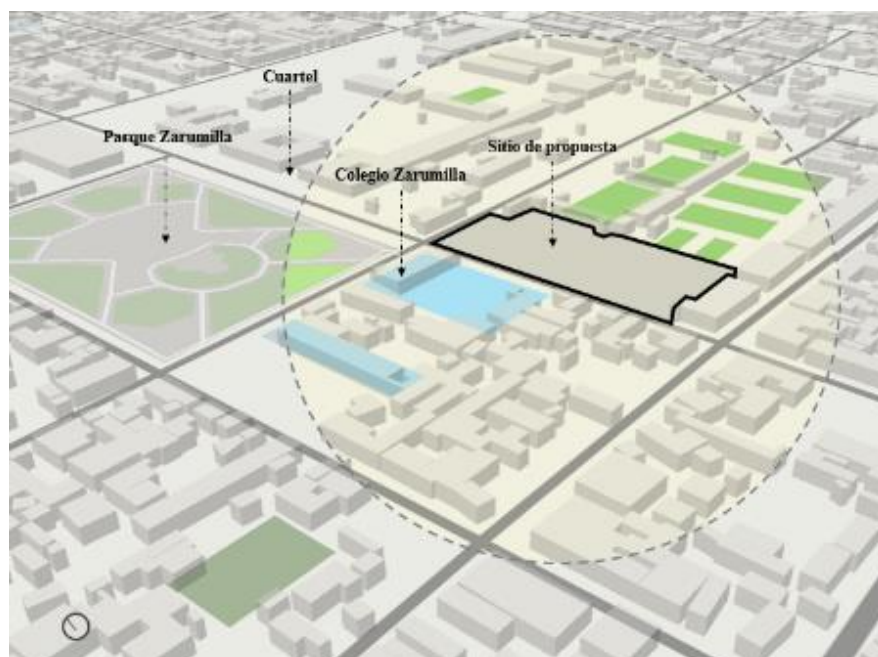 Cuartel
Parque Zarumilla
Sitio de propuesta
Colegio Zarumilla